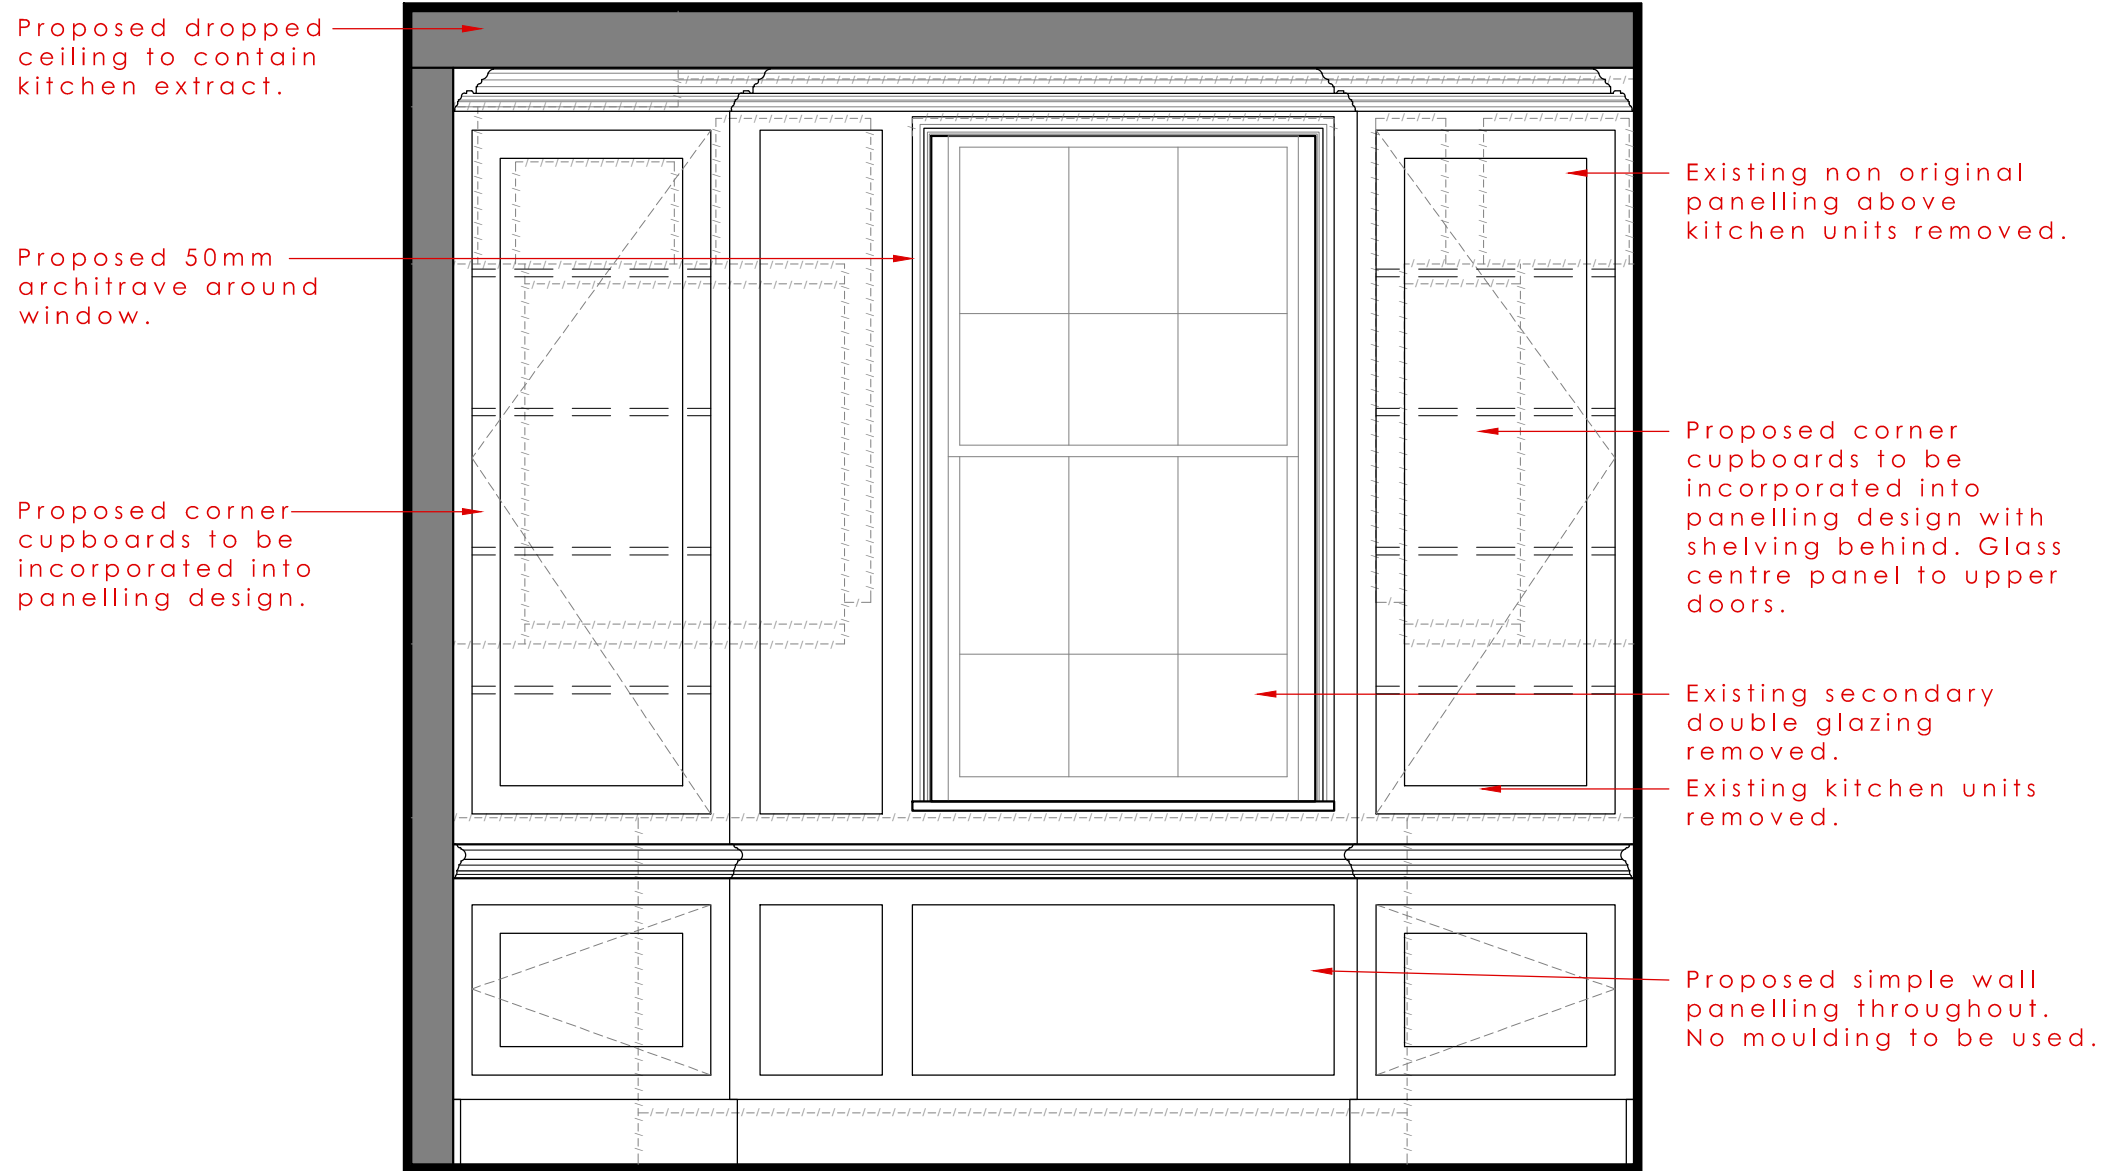 Proposed dropped
ceiling to contain
kitchen extract.
Proposed 50mm
architrave around
window.
Proposed corner
cupboards to be
incorporated into
panelling design.
Existing non original
panelling above
kitchen units removed.
Proposed corner
cupboards to be
incorporated into
panelling design with
shelving behind. Glass
centre panel to upper
doors.
Existing secondary
double glazing
removed.
Existing kitchen units
removed.
Proposed simple wall
panelling throughout.
No moulding to be used.